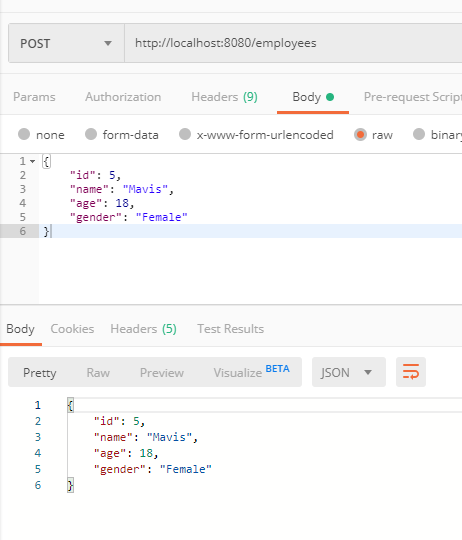 POST http://localhost:8080/employees
Params Authorization Headers (9) Body Pre-request Script
none form-data x-www-form-urlencoded raw binary
1 {
2 "id": 5,
3 "name": "Mavis",
4 "age": 18,
5 "gender": "Female"
6 }
Body Cookies Headers (5) Test Results
Pretty Raw Preview Visualize BETA JSON
1 {
2 "id": 5,
3 "name": "Mavis",
4 "age": 18,
5 "gender": "Female"
6 }